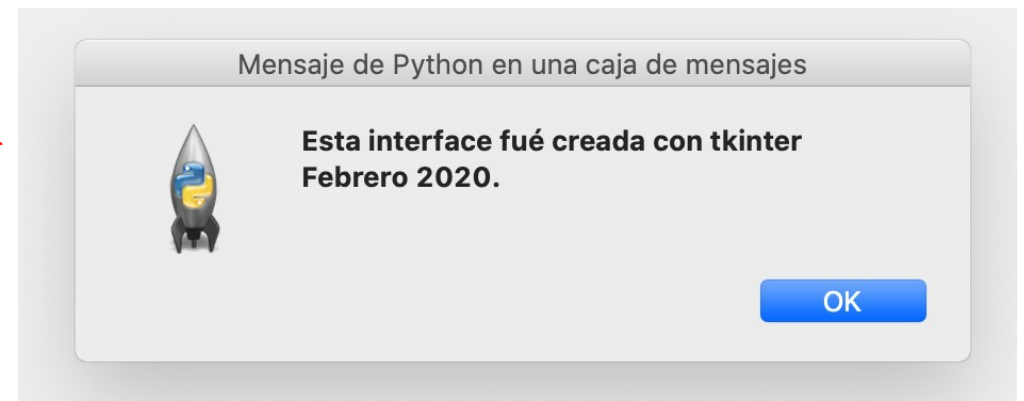 Mensaje de Python en una caja de mensajes
Esta interface fué creada con tkinter
Febrero 2020.
OK